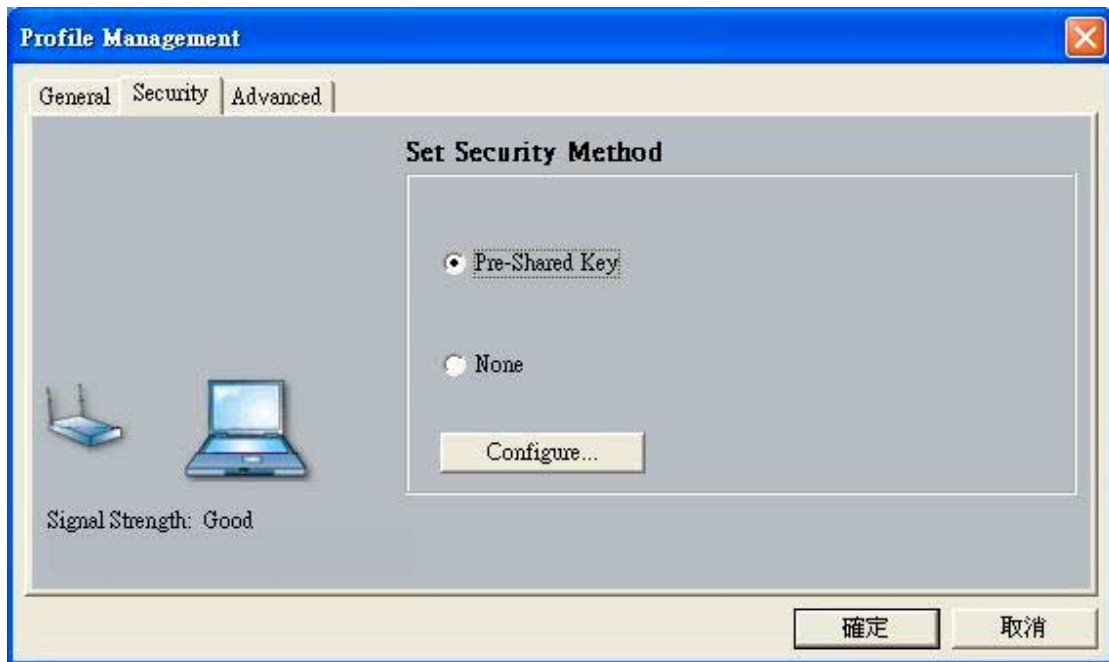 Profile Management
General Security Advanced
Set Security Method
Pre-Shared Key
None
Configure...
Signal Strength: Good
確定 取消